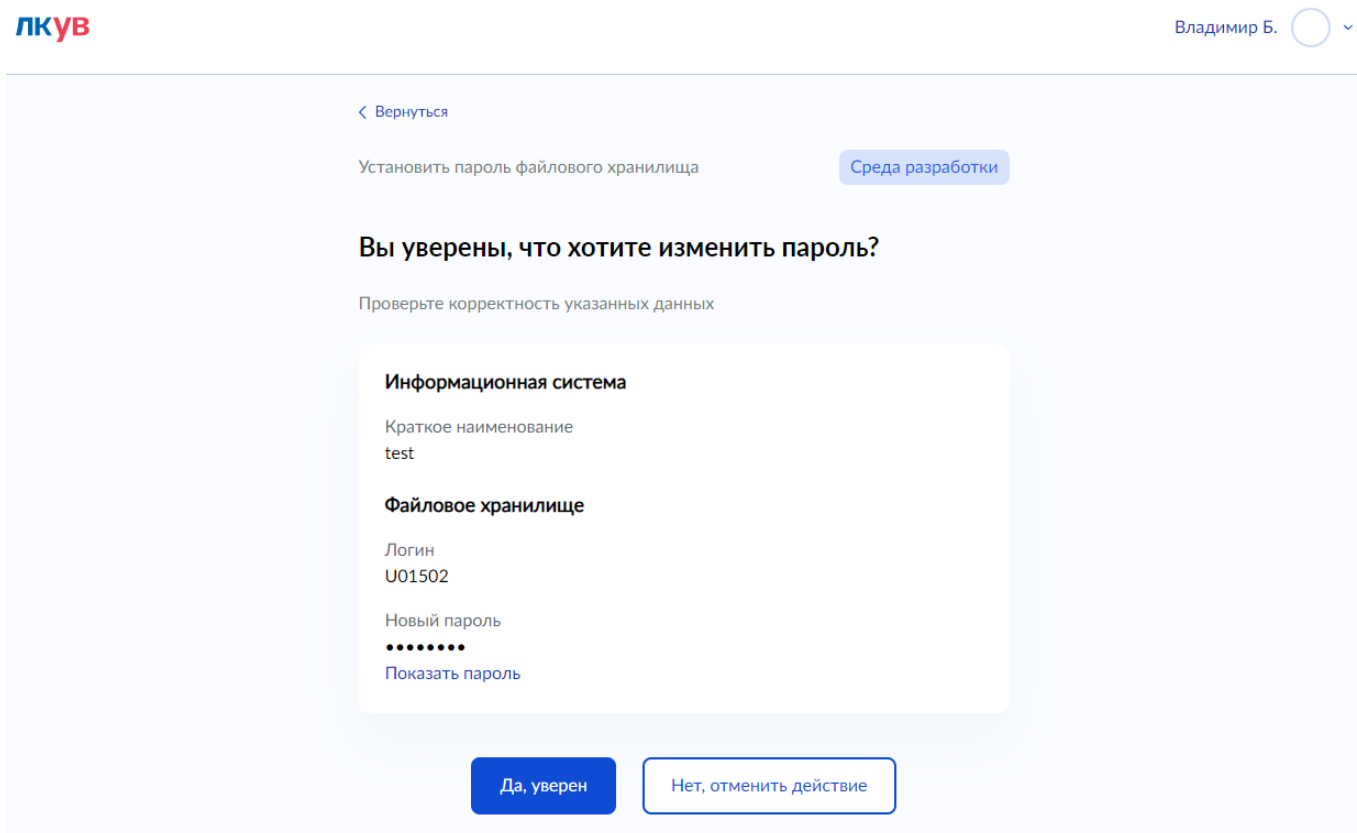 ЛКУВ
Владимир Б.
Вернуться
Установить пароль файлового хранилища
Среда разработки
Вы уверены, что хотите изменить пароль?
Проверьте корректность указанных данных
Информационная система
Краткое наименование
test
Файловое хранилище
Логин
U01502
Новый пароль
••••••••
Показать пароль
Да, уверен
Нет, отменить действие